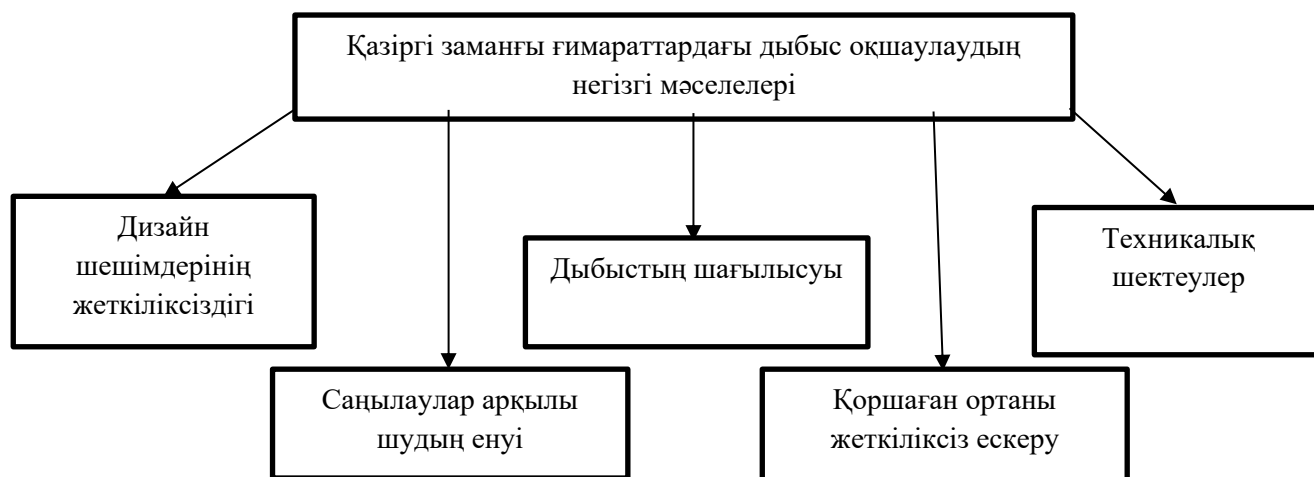 Қазіргі заманғы ғимараттардағы дыбыс оқшаулаудың
негізгі мәселелері
Дизайн
шешімдерінің
жеткіліксіздігі
Саңылаулар арқылы
шудың енуі
Дыбыстың шағылысуы
Қоршаған ортаны
жеткіліксіз ескеру
Техникалық
шектеулер